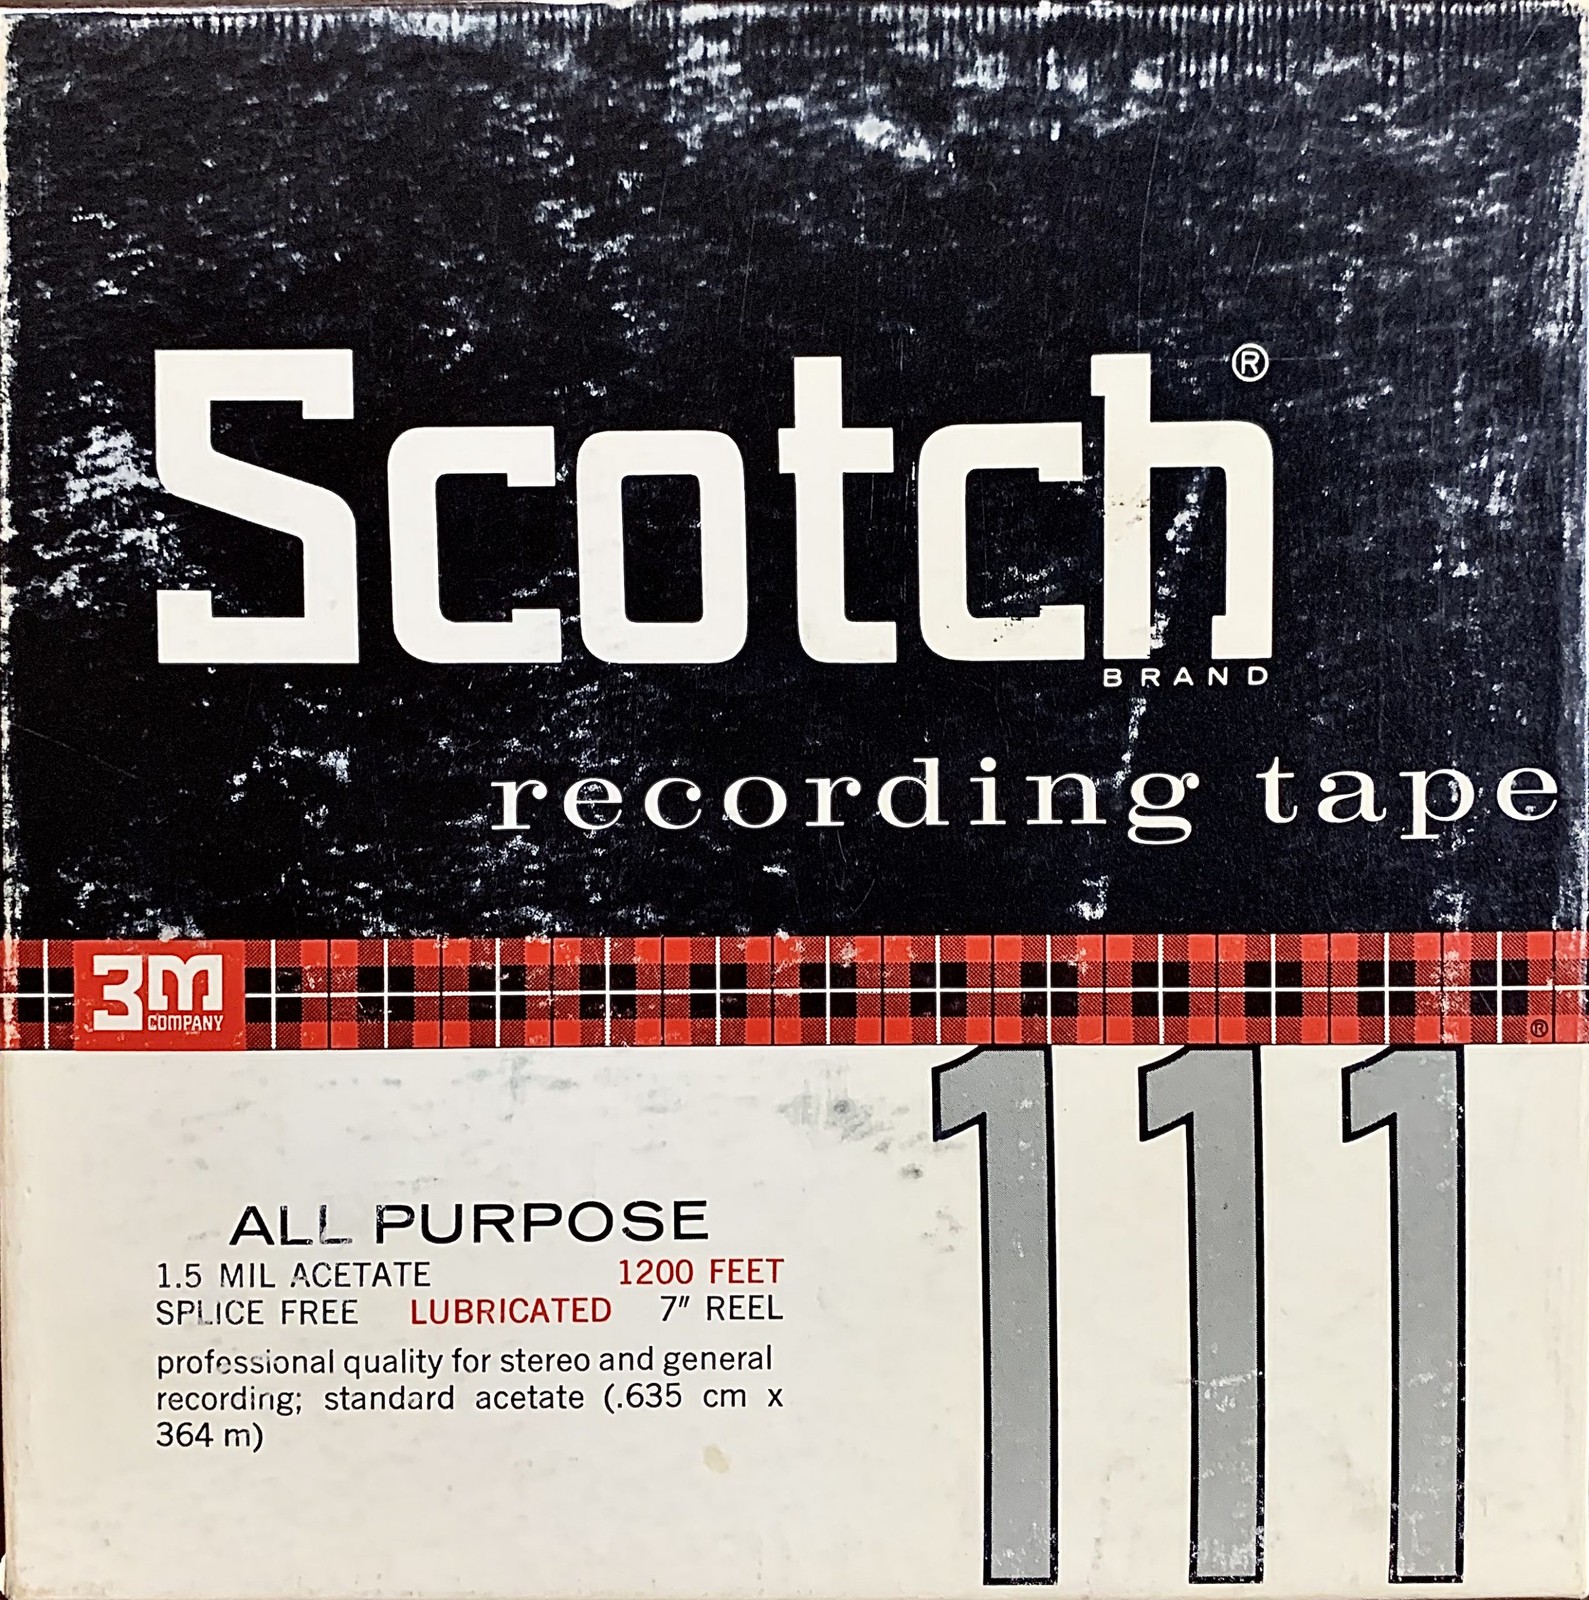 Scotch®
BRAND
recording tape
3M
COMPANY
®
111
ALL PURPOSE
1.5 MIL ACETATE 1200 FEET
SPLICE FREE LUBRICATED 7″ REEL
professional quality for stereo and general
recording; standard acetate (.635 cm x
364 m)